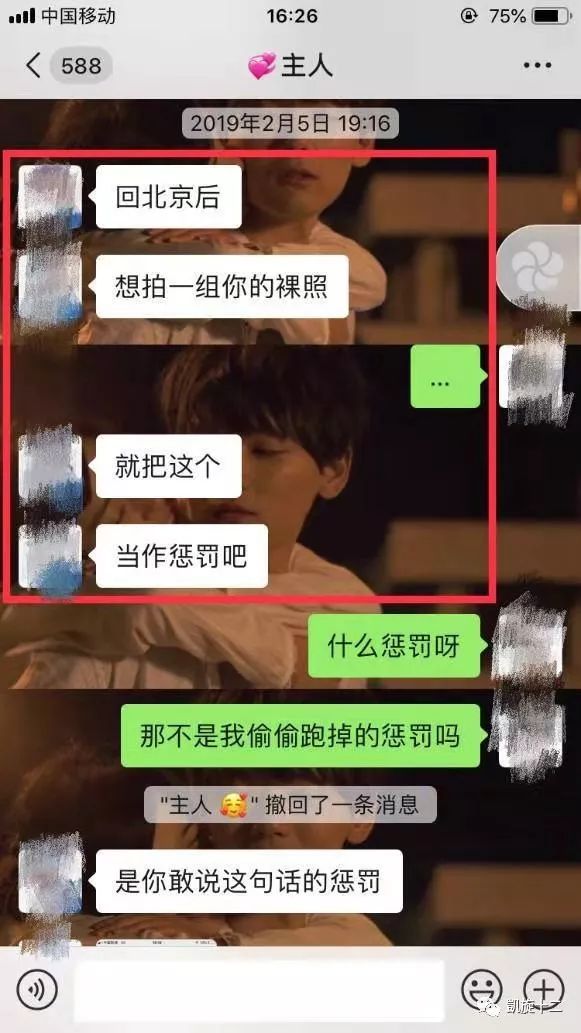 中国移动 16:26 75%
588 主人
2019年2月5日 19:16
回北京后
想拍一组你的裸照
...
就把这个
当作惩罚吧
什么惩罚呀
那不是我偷偷跑掉的惩罚吗
"主人 🥰" 撤回了一条消息
是你敢说这句话的惩罚
凱旋十二